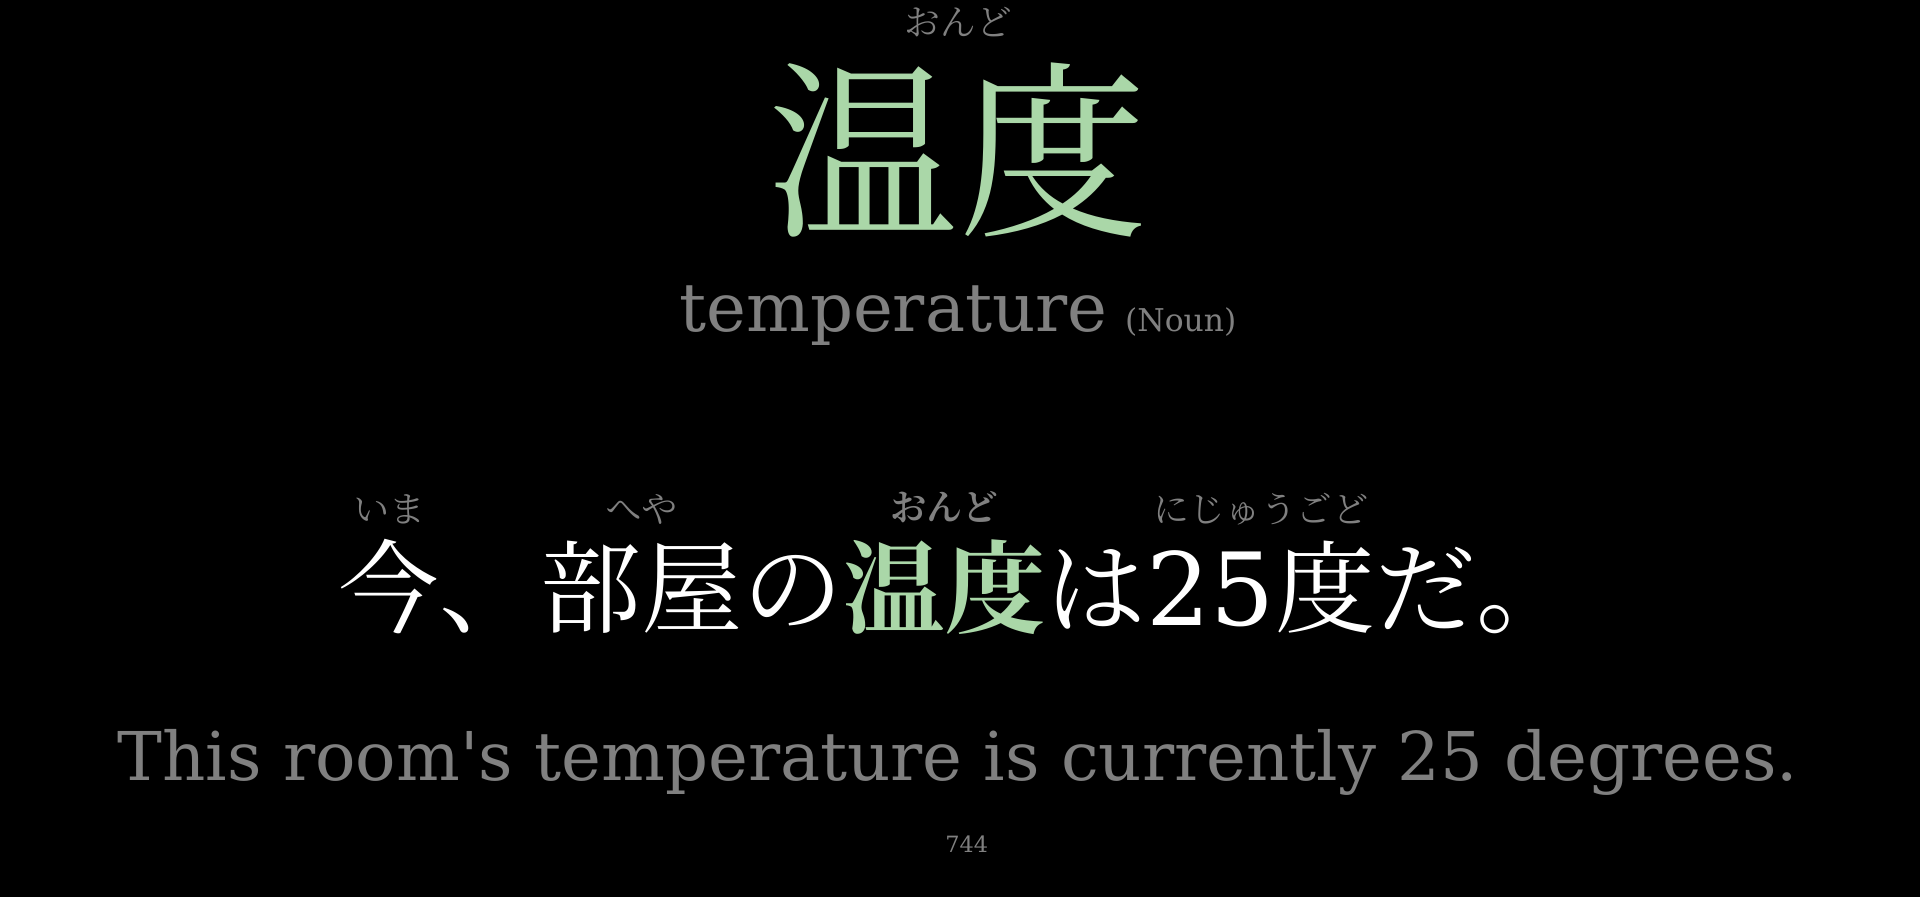 おんど
温度
temperature (Noun)
いま へや おんど にじゅうごど
今、部屋の温度は25度だ。
This room's temperature is currently 25 degrees.
744